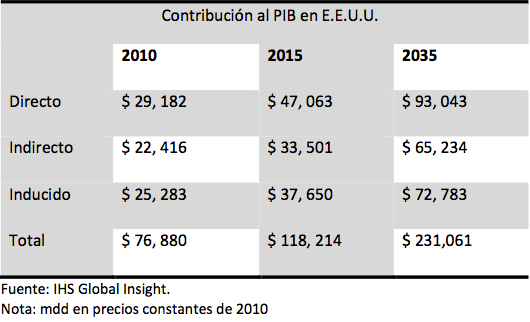 Contribución al PIB en E.E.U.U.
2010 2015 2035
Directo $ 29, 182 $ 47, 063 $ 93, 043
Indirecto $ 22, 416 $ 33, 501 $ 65, 234
Inducido $ 25, 283 $ 37, 650 $ 72, 783
Total $ 76, 880 $ 118, 214 $ 231,061
Fuente: IHS Global Insight.
Nota: mdd en precios constantes de 2010